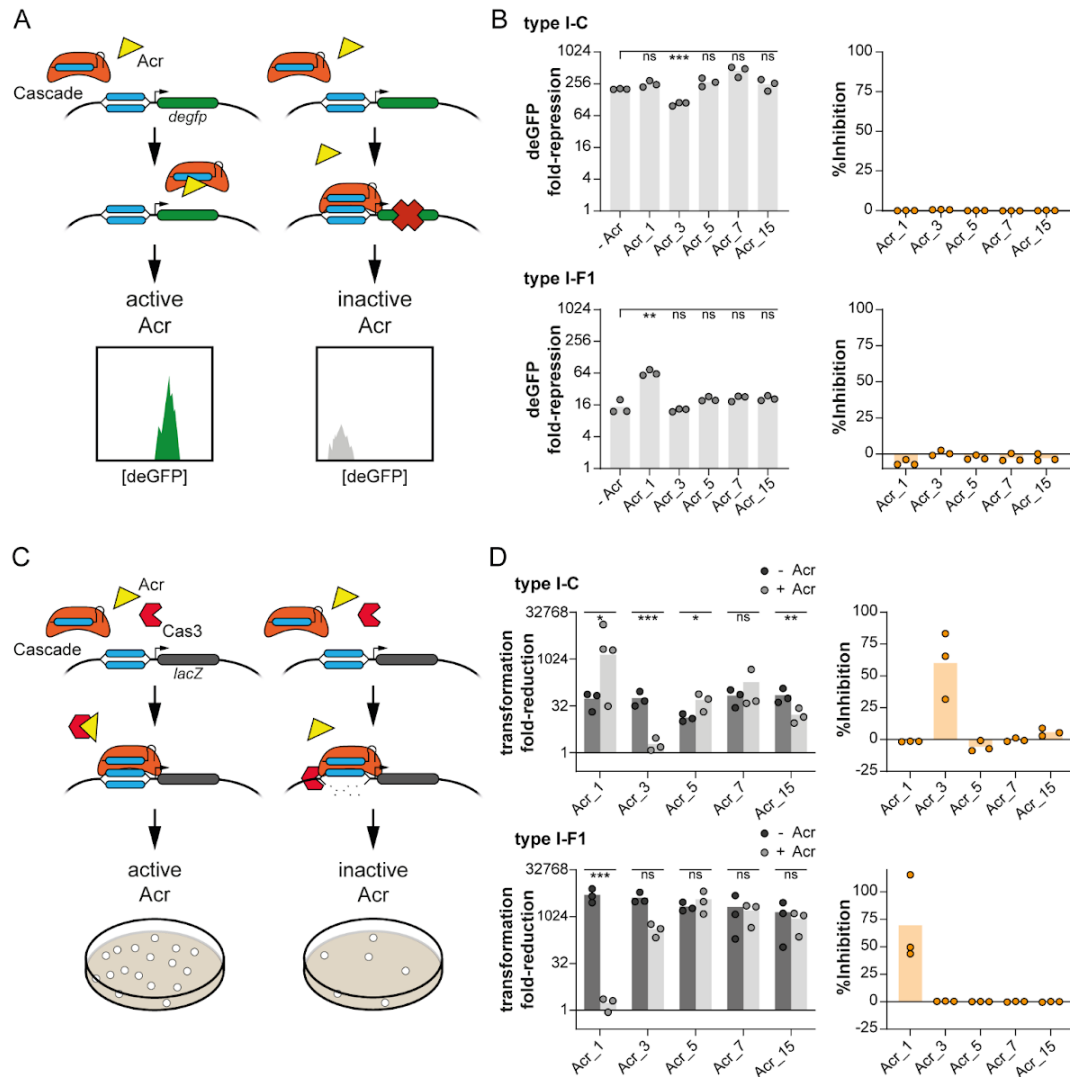 A
Acr
Cascade
degfp
active
Acr
inactive
Acr
[deGFP]
[deGFP]
B
type I-C
deGFP
fold-repression
1024
256
64
16
4
1
ns
***
ns
ns
ns
- Acr
Acr_1
Acr_3
Acr_5
Acr_7
Acr_15
%Inhibition
100
75
50
25
0
Acr_1
Acr_3
Acr_5
Acr_7
Acr_15
type I-F1
deGFP
fold-repression
1024
256
64
16
4
1
**
ns
ns
ns
ns
- Acr
Acr_1
Acr_3
Acr_5
Acr_7
Acr_15
%Inhibition
100
75
50
25
0
Acr_1
Acr_3
Acr_5
Acr_7
Acr_15
C
Acr
Cas3
Cascade
lacZ
active
Acr
inactive
Acr
D
type I-C
- Acr
+ Acr
transformation
fold-reduction
32768
1024
32
1
*
***
*
ns
**
Acr_1
Acr_3
Acr_5
Acr_7
Acr_15
%Inhibition
100
75
50
25
0
-25
Acr_1
Acr_3
Acr_5
Acr_7
Acr_15
type I-F1
- Acr
+ Acr
transformation
fold-reduction
32768
1024
32
1
***
ns
ns
ns
ns
Acr_1
Acr_3
Acr_5
Acr_7
Acr_15
%Inhibition
100
75
50
25
0
-25
Acr_1
Acr_3
Acr_5
Acr_7
Acr_15